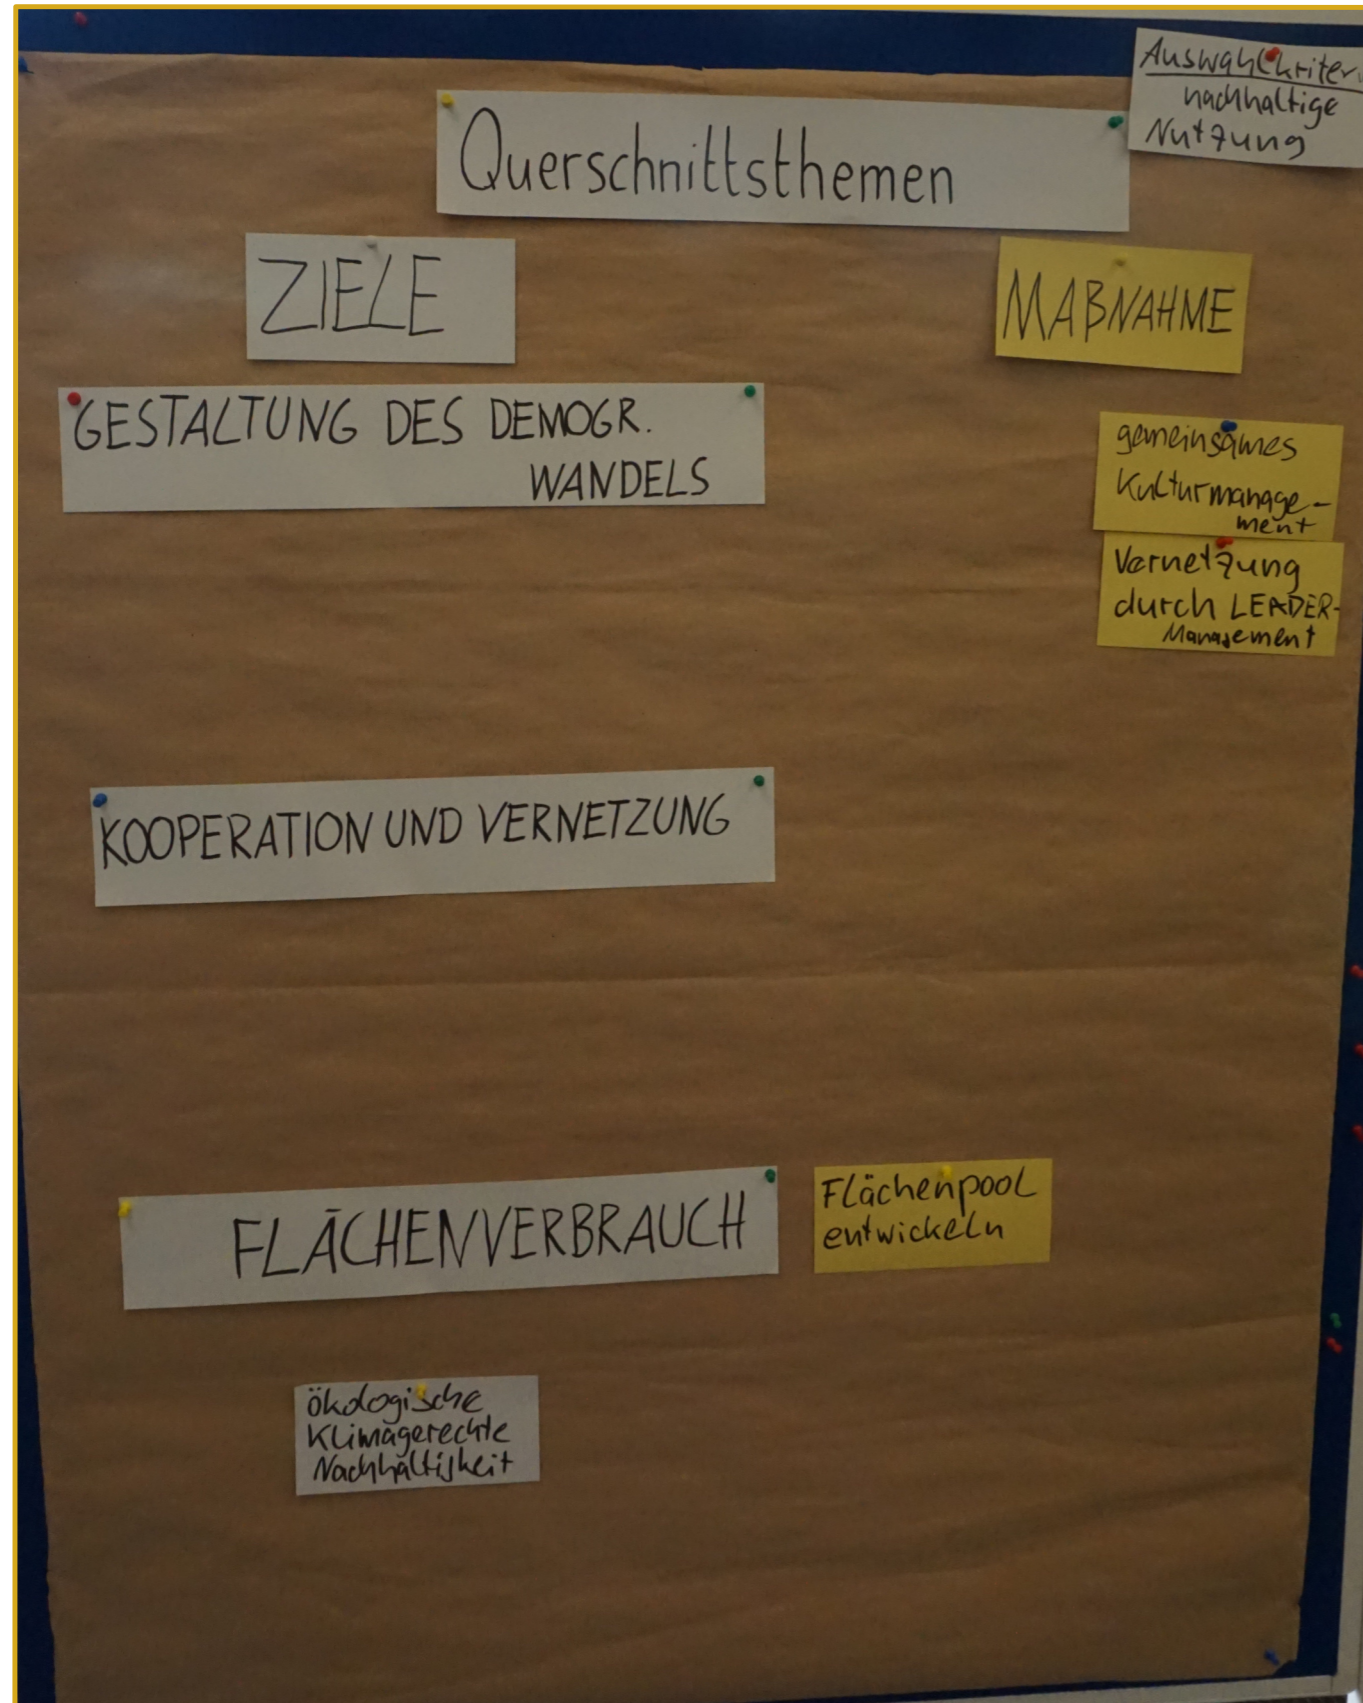 Auswahlkriter
nachhaltige
Nutzung
Querschnittsthemen
ZIELE
MAßNAHME
GESTALTUNG DES DEMOGR.
WANDELS
gemeinsames
Kulturmanage-
ment
Vernetzung
durch LEADER-
Management
KOOPERATION UND VERNETZUNG
FLÄCHENVERBRAUCH
Flächenpool
entwickeln
ökologische
Klimagerechte
Nachhaltigkeit